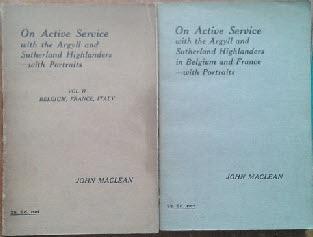 On Active Service
with the Argyll and
Sutherland Highlanders
—with Portraits
VOL. II
BELGIUM, FRANCE, ITALY
JOHN MACLEAN
On Active Service
with the Argyll and
Sutherland Highlanders
in Belgium and France
—with Portraits
JOHN MACLEAN